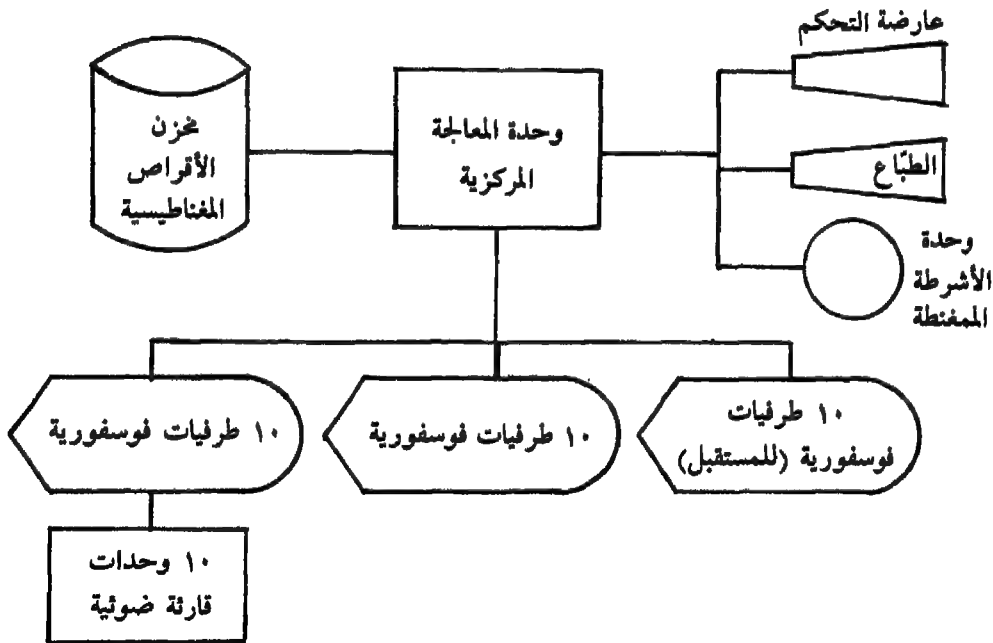 عارضة التحكم
الطبّاع
وحدة
الأشرطة
الممغنطة
وحدة المعالجة
المركزية
مخزن
الأقراص
المغناطيسية
١٠ طرفيات
فوسفورية (للمستقبل)
١٠ طرفيات فوسفورية
١٠ طرفيات فوسفورية
١٠ وحدات
قارئة ضوئية